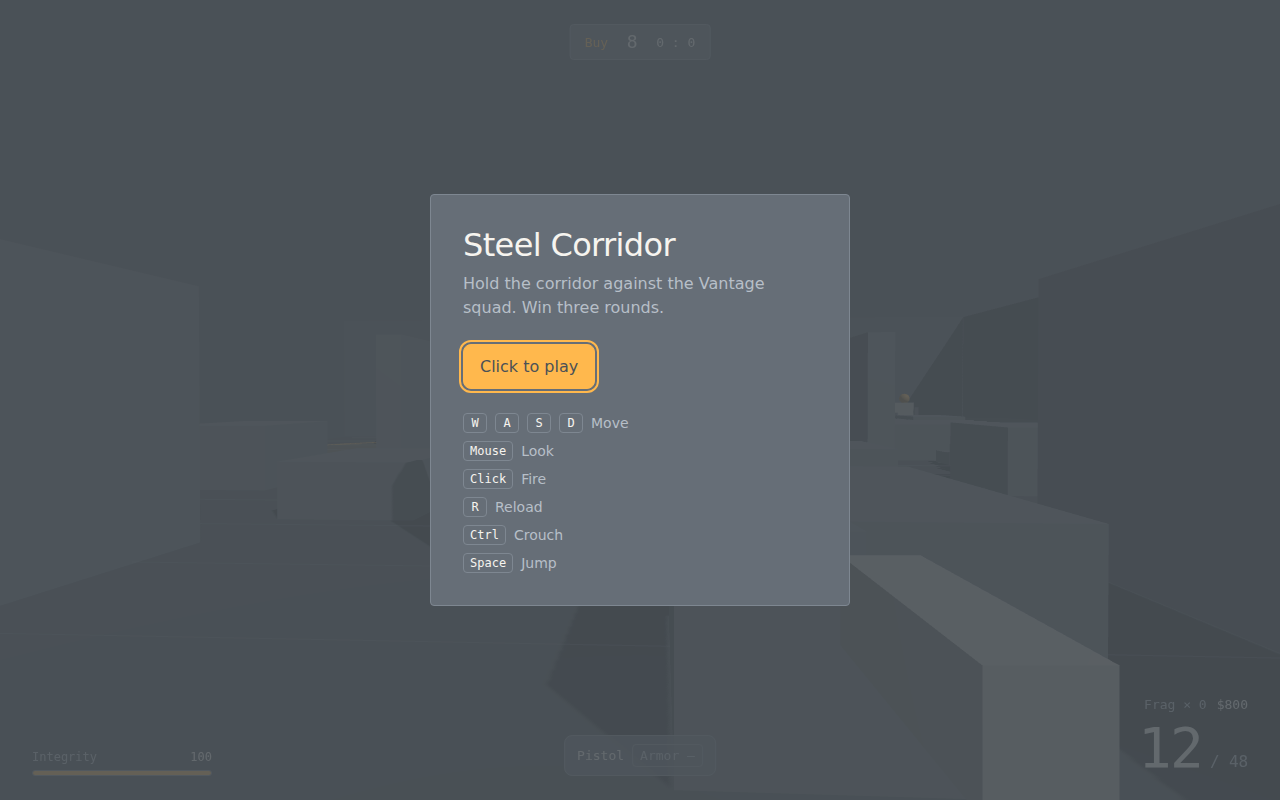 Buy 8 0 : 0
Steel Corridor
Hold the corridor against the Vantage
squad. Win three rounds.
Click to play
W A S D Move
Mouse Look
Click Fire
R Reload
Ctrl Crouch
Space Jump
Frag × 0 $800
12 / 48
Integrity 100
Pistol Armor —